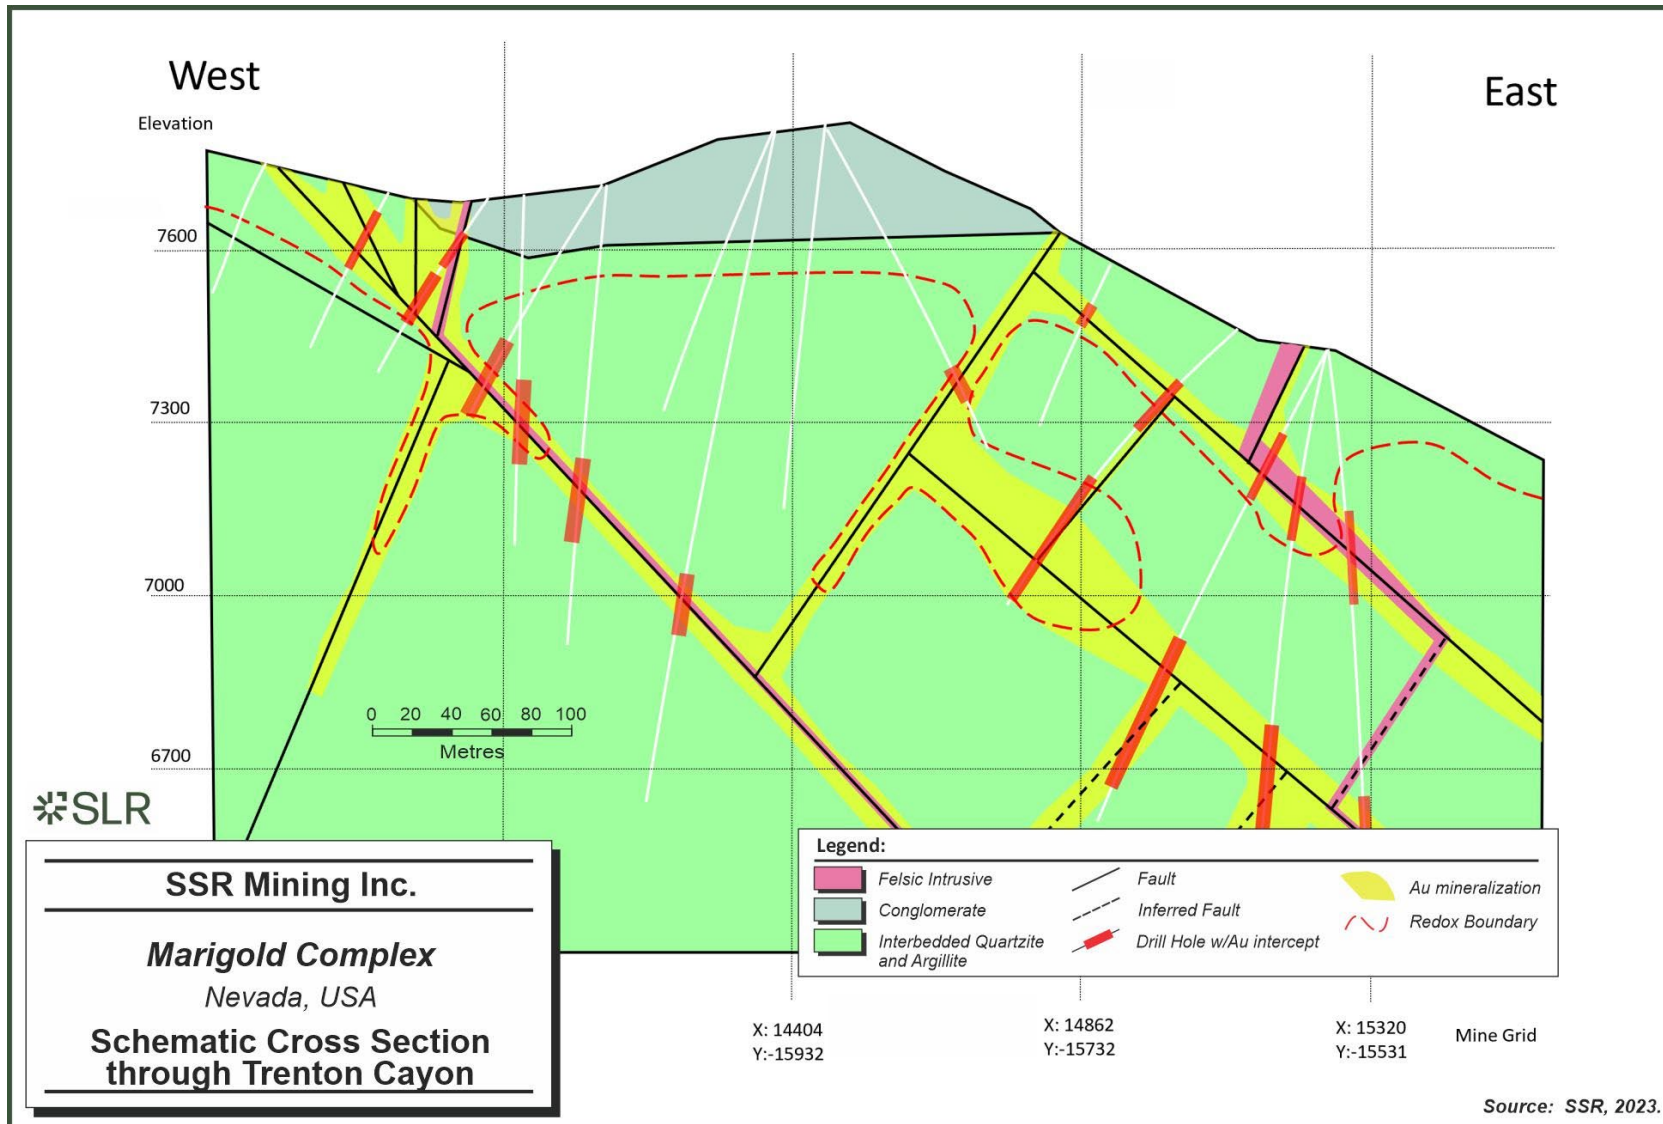 West
East
Elevation
7600
7300
7000
6700
0 20 40 60 80 100
Metres
SLR
SSR Mining Inc.
Marigold Complex
Nevada, USA
Schematic Cross Section
through Trenton Cayon
Legend:
Felsic Intrusive
Conglomerate
Interbedded Quartzite
and Argillite
Fault
Inferred Fault
Drill Hole w/Au intercept
Au mineralization
Redox Boundary
X: 14404
Y:-15932
X: 14862
Y:-15732
X: 15320
Y:-15531
Mine Grid
Source: SSR, 2023.